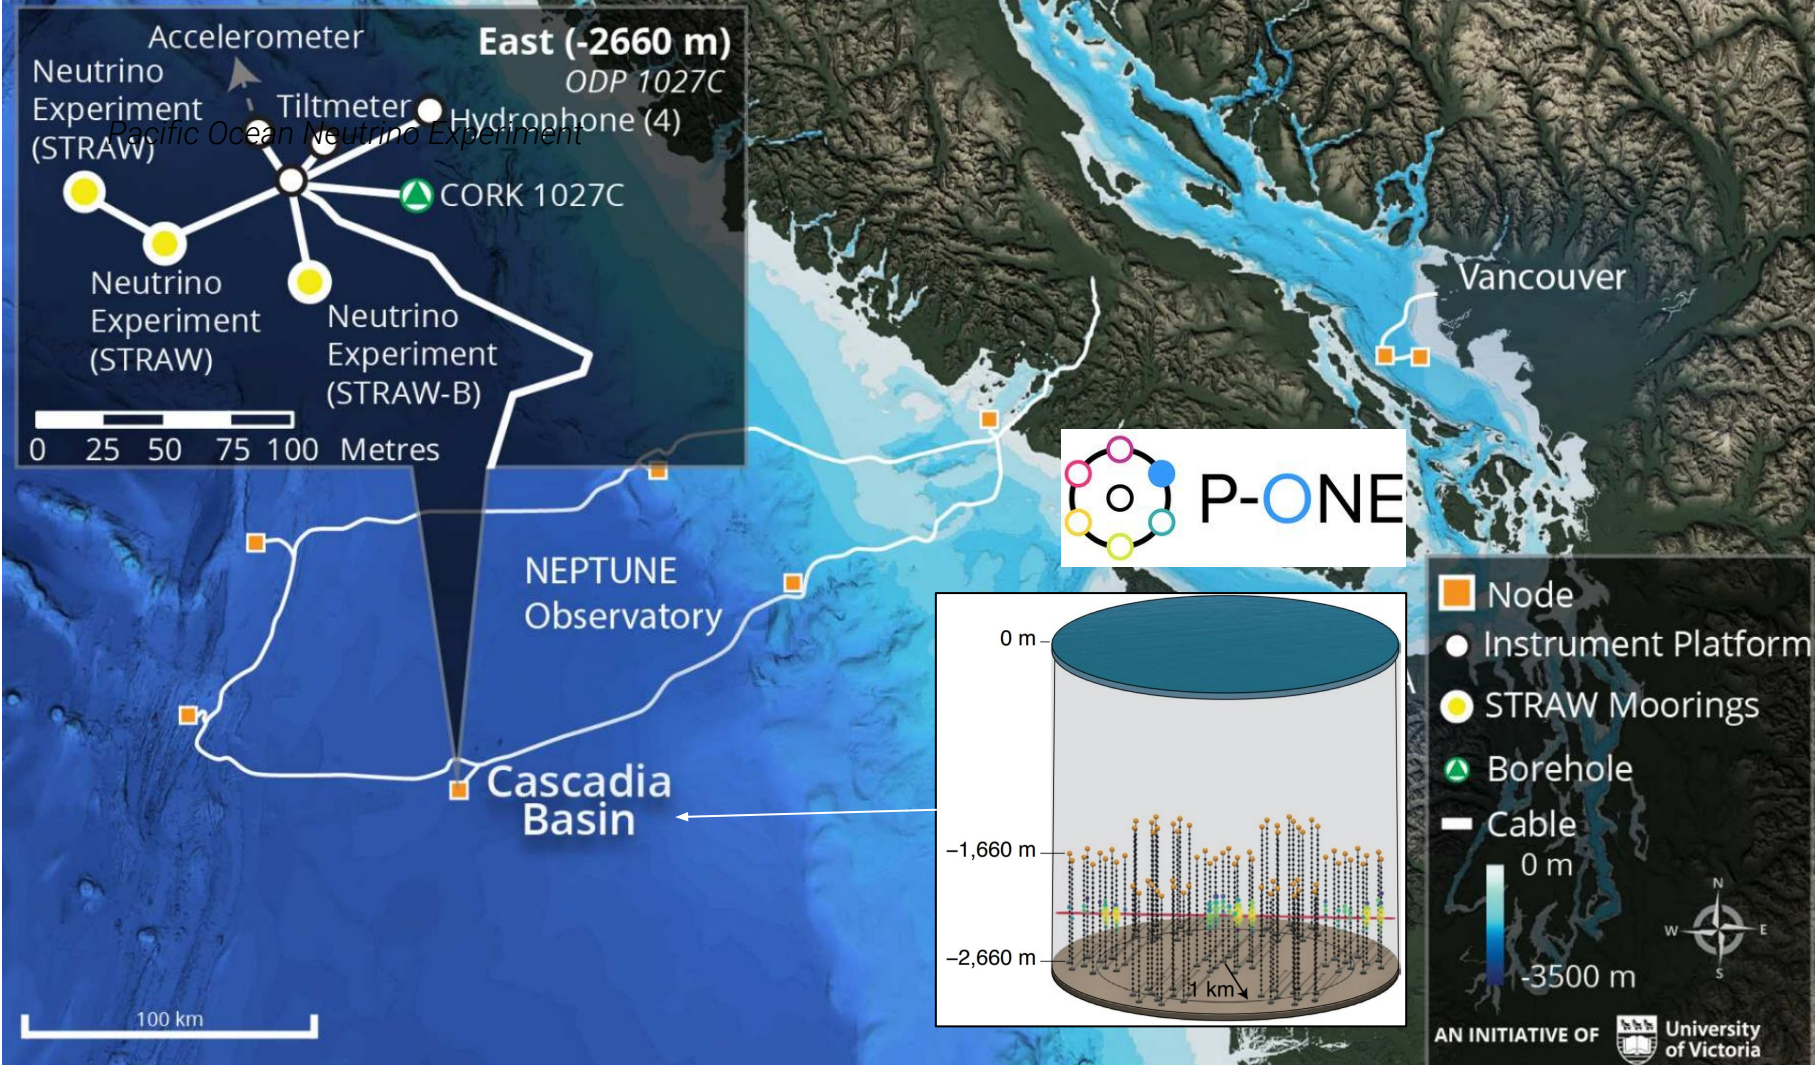 Accelerometer
East (-2660 m)
ODP 1027C
Neutrino
Experiment
(STRAW)
Tiltmeter
Hydrophone (4)
Pacific Ocean Neutrino Experiment
CORK 1027C
Neutrino
Experiment
(STRAW)
Neutrino
Experiment
(STRAW-B)
0 25 50 75 100 Metres
Vancouver
P-ONE
NEPTUNE
Observatory
Cascadia
Basin
100 km
0 m
−1,660 m
−2,660 m
1 km
A
Node
Instrument Platform
STRAW Moorings
Borehole
Cable
0 m
-3500 m
N
W E
S
AN INITIATIVE OF
University
of Victoria